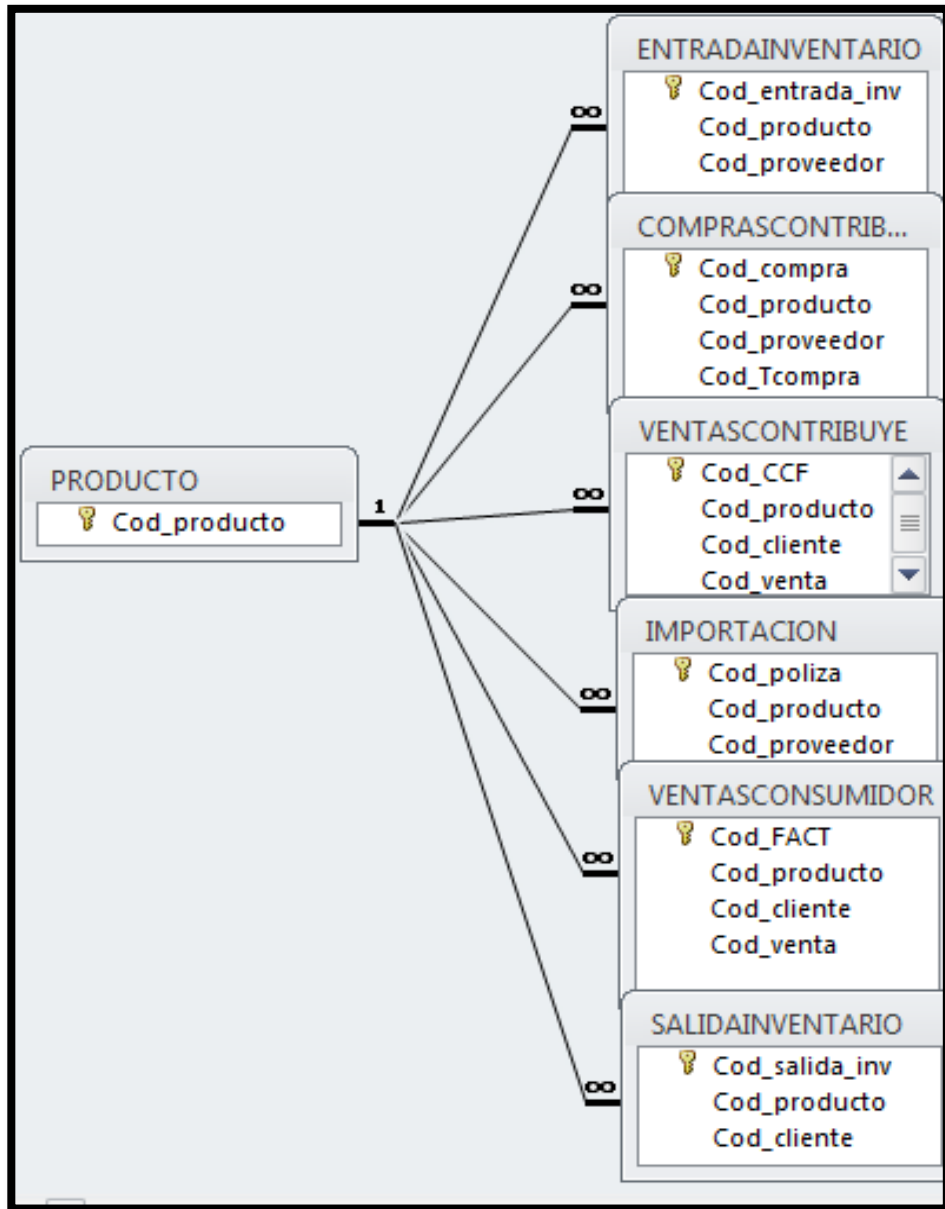 PRODUCTO
Cod_producto
1
∞
ENTRADAINVENTARIO
Cod_entrada_inv
Cod_producto
Cod_proveedor
∞
COMPRASCONTRIB...
Cod_compra
Cod_producto
Cod_proveedor
Cod_Tcompra
∞
VENTASCONTRIBUYE
Cod_CCF
Cod_producto
Cod_cliente
Cod_venta
∞
IMPORTACION
Cod_poliza
Cod_producto
Cod_proveedor
∞
VENTASCONSUMIDOR
Cod_FACT
Cod_producto
Cod_cliente
Cod_venta
∞
SALIDAINVENTARIO
Cod_salida_inv
Cod_producto
Cod_cliente